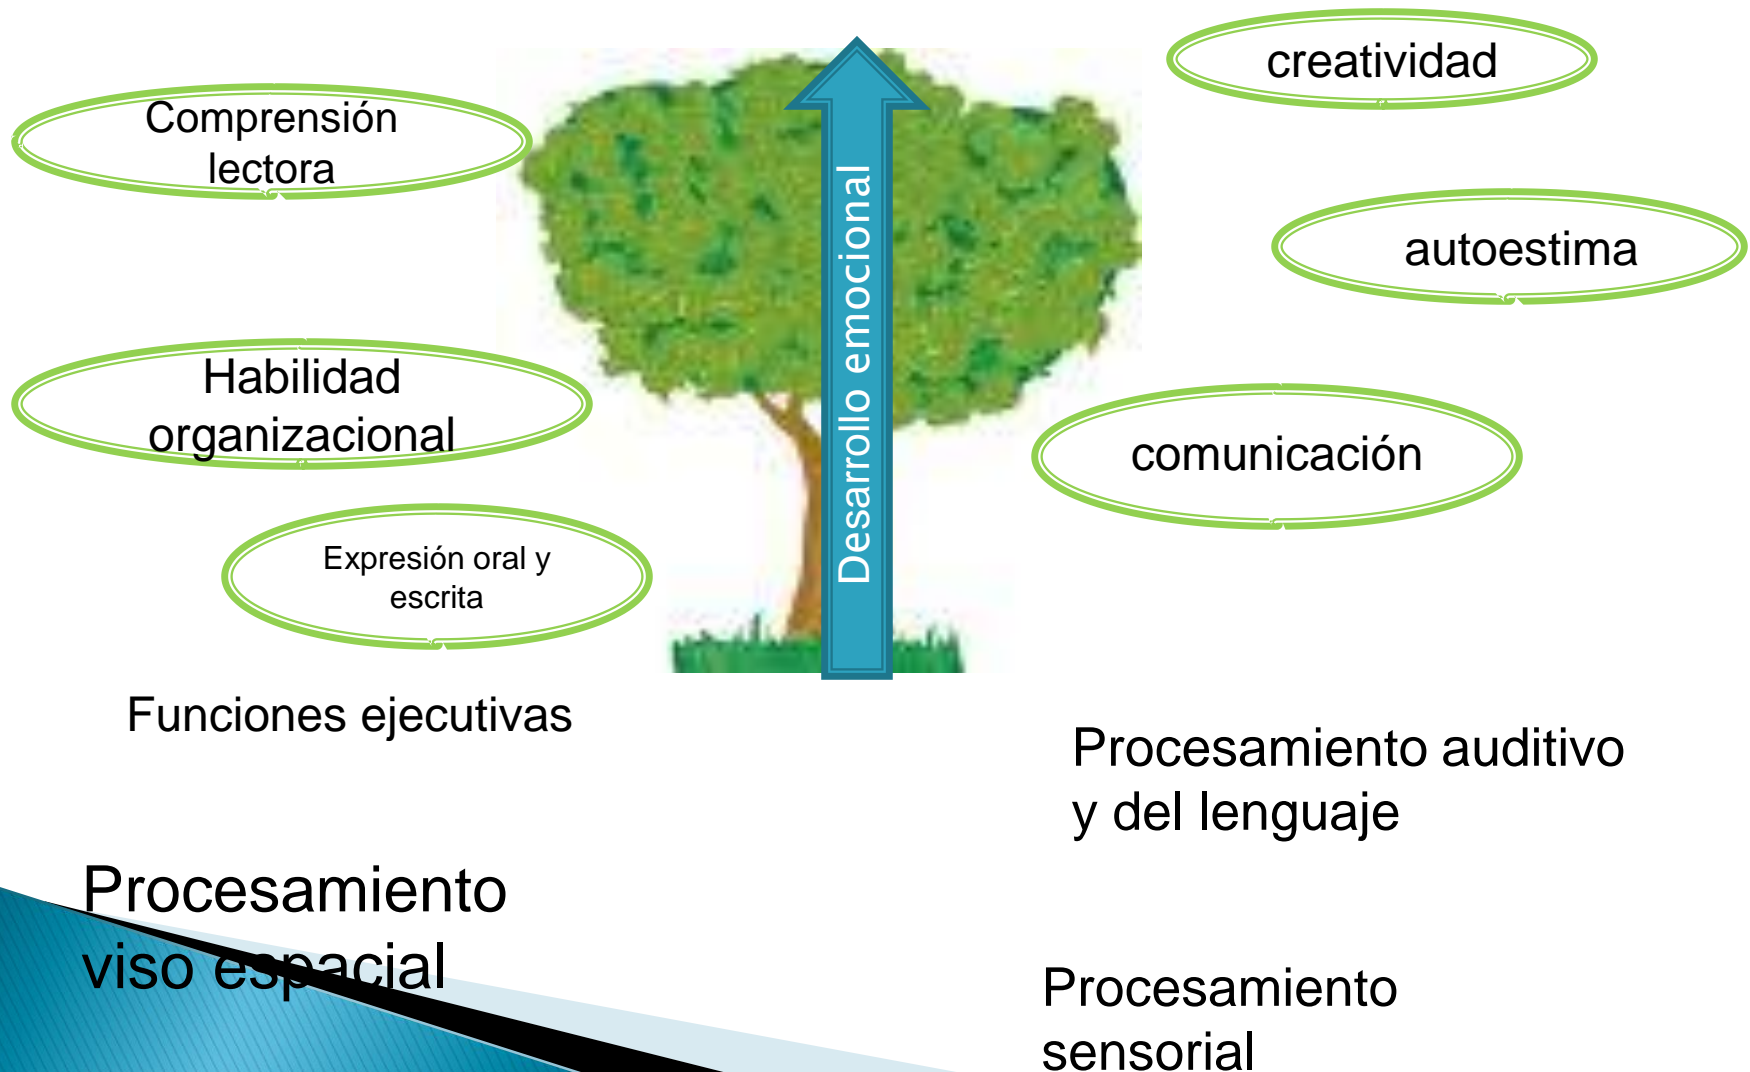 creatividad
Comprensión
lectora
autoestima
Desarrollo emocional
Habilidad
organizacional
comunicación
Expresión oral y
escrita
Funciones ejecutivas
Procesamiento auditivo
y del lenguaje
Procesamiento
viso espacial
Procesamiento
sensorial